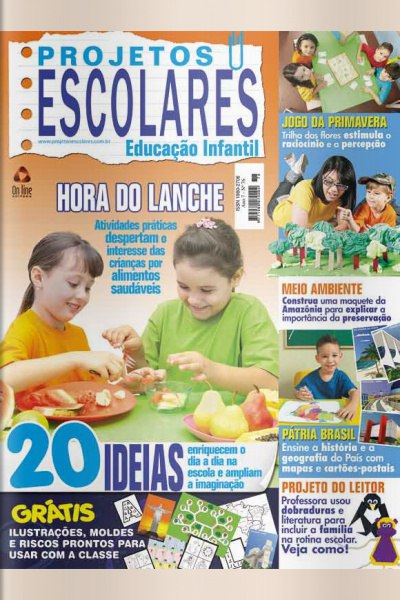 PROJETOS
ESCOLARES
www.projetosescolares.com.br
Educação Infantil
On line
EDITORA
HORA DO LANCHE
Atividades práticas
despertam o
interesse das
crianças por
alimentos
saudáveis
20 IDEIAS
enriquecem o
dia a dia na
escola e ampliam
a imaginação
GRÁTIS
ILUSTRAÇÕES, MOLDES
E RISCOS PRONTOS PARA
USAR COM A CLASSE
JOGO DA PRIMAVERA
Trilha das flores estimula o
raciocínio e a percepção
MEIO AMBIENTE
Construa uma maquete da
Amazônia para explicar a
importância da preservação
PÁTRIA BRASIL
Ensine a história e a
geografia do País com
mapas e cartões-postais
PROJETO DO LEITOR
Professora usou
dobraduras e
literatura para
incluir a família
na rotina escolar.
Veja como!